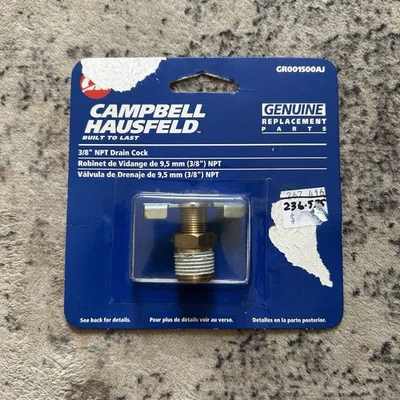 GR001500AJ
CAMPBELL
HAUSFELD
BUILT TO LAST
GENUINE
REPLACEMENT
PARTS
3/8" NPT Drain Cock
Robinet de Vidange de 9,5 mm (3/8") NPT
Válvula de Drenaje de 9,5 mm (3/8") NPT
$
See back for details.
Pour plus de détails voir au verso.
Detalles en la parte posterior.